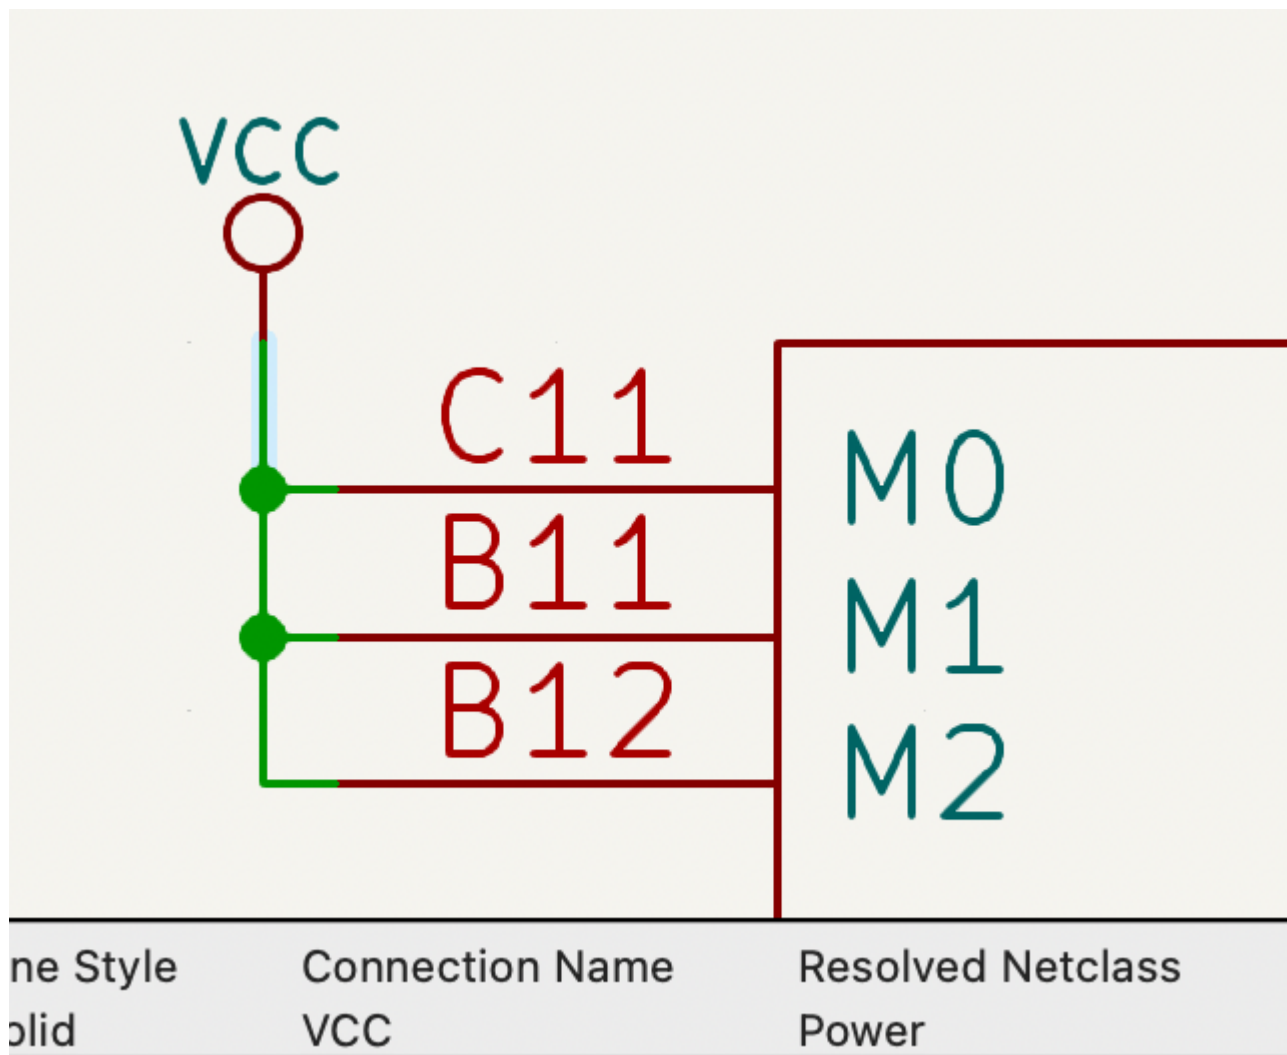 VCC
C11
M0
B11
M1
B12
M2
ne Style Connection Name Resolved Netclass
olid VCC Power